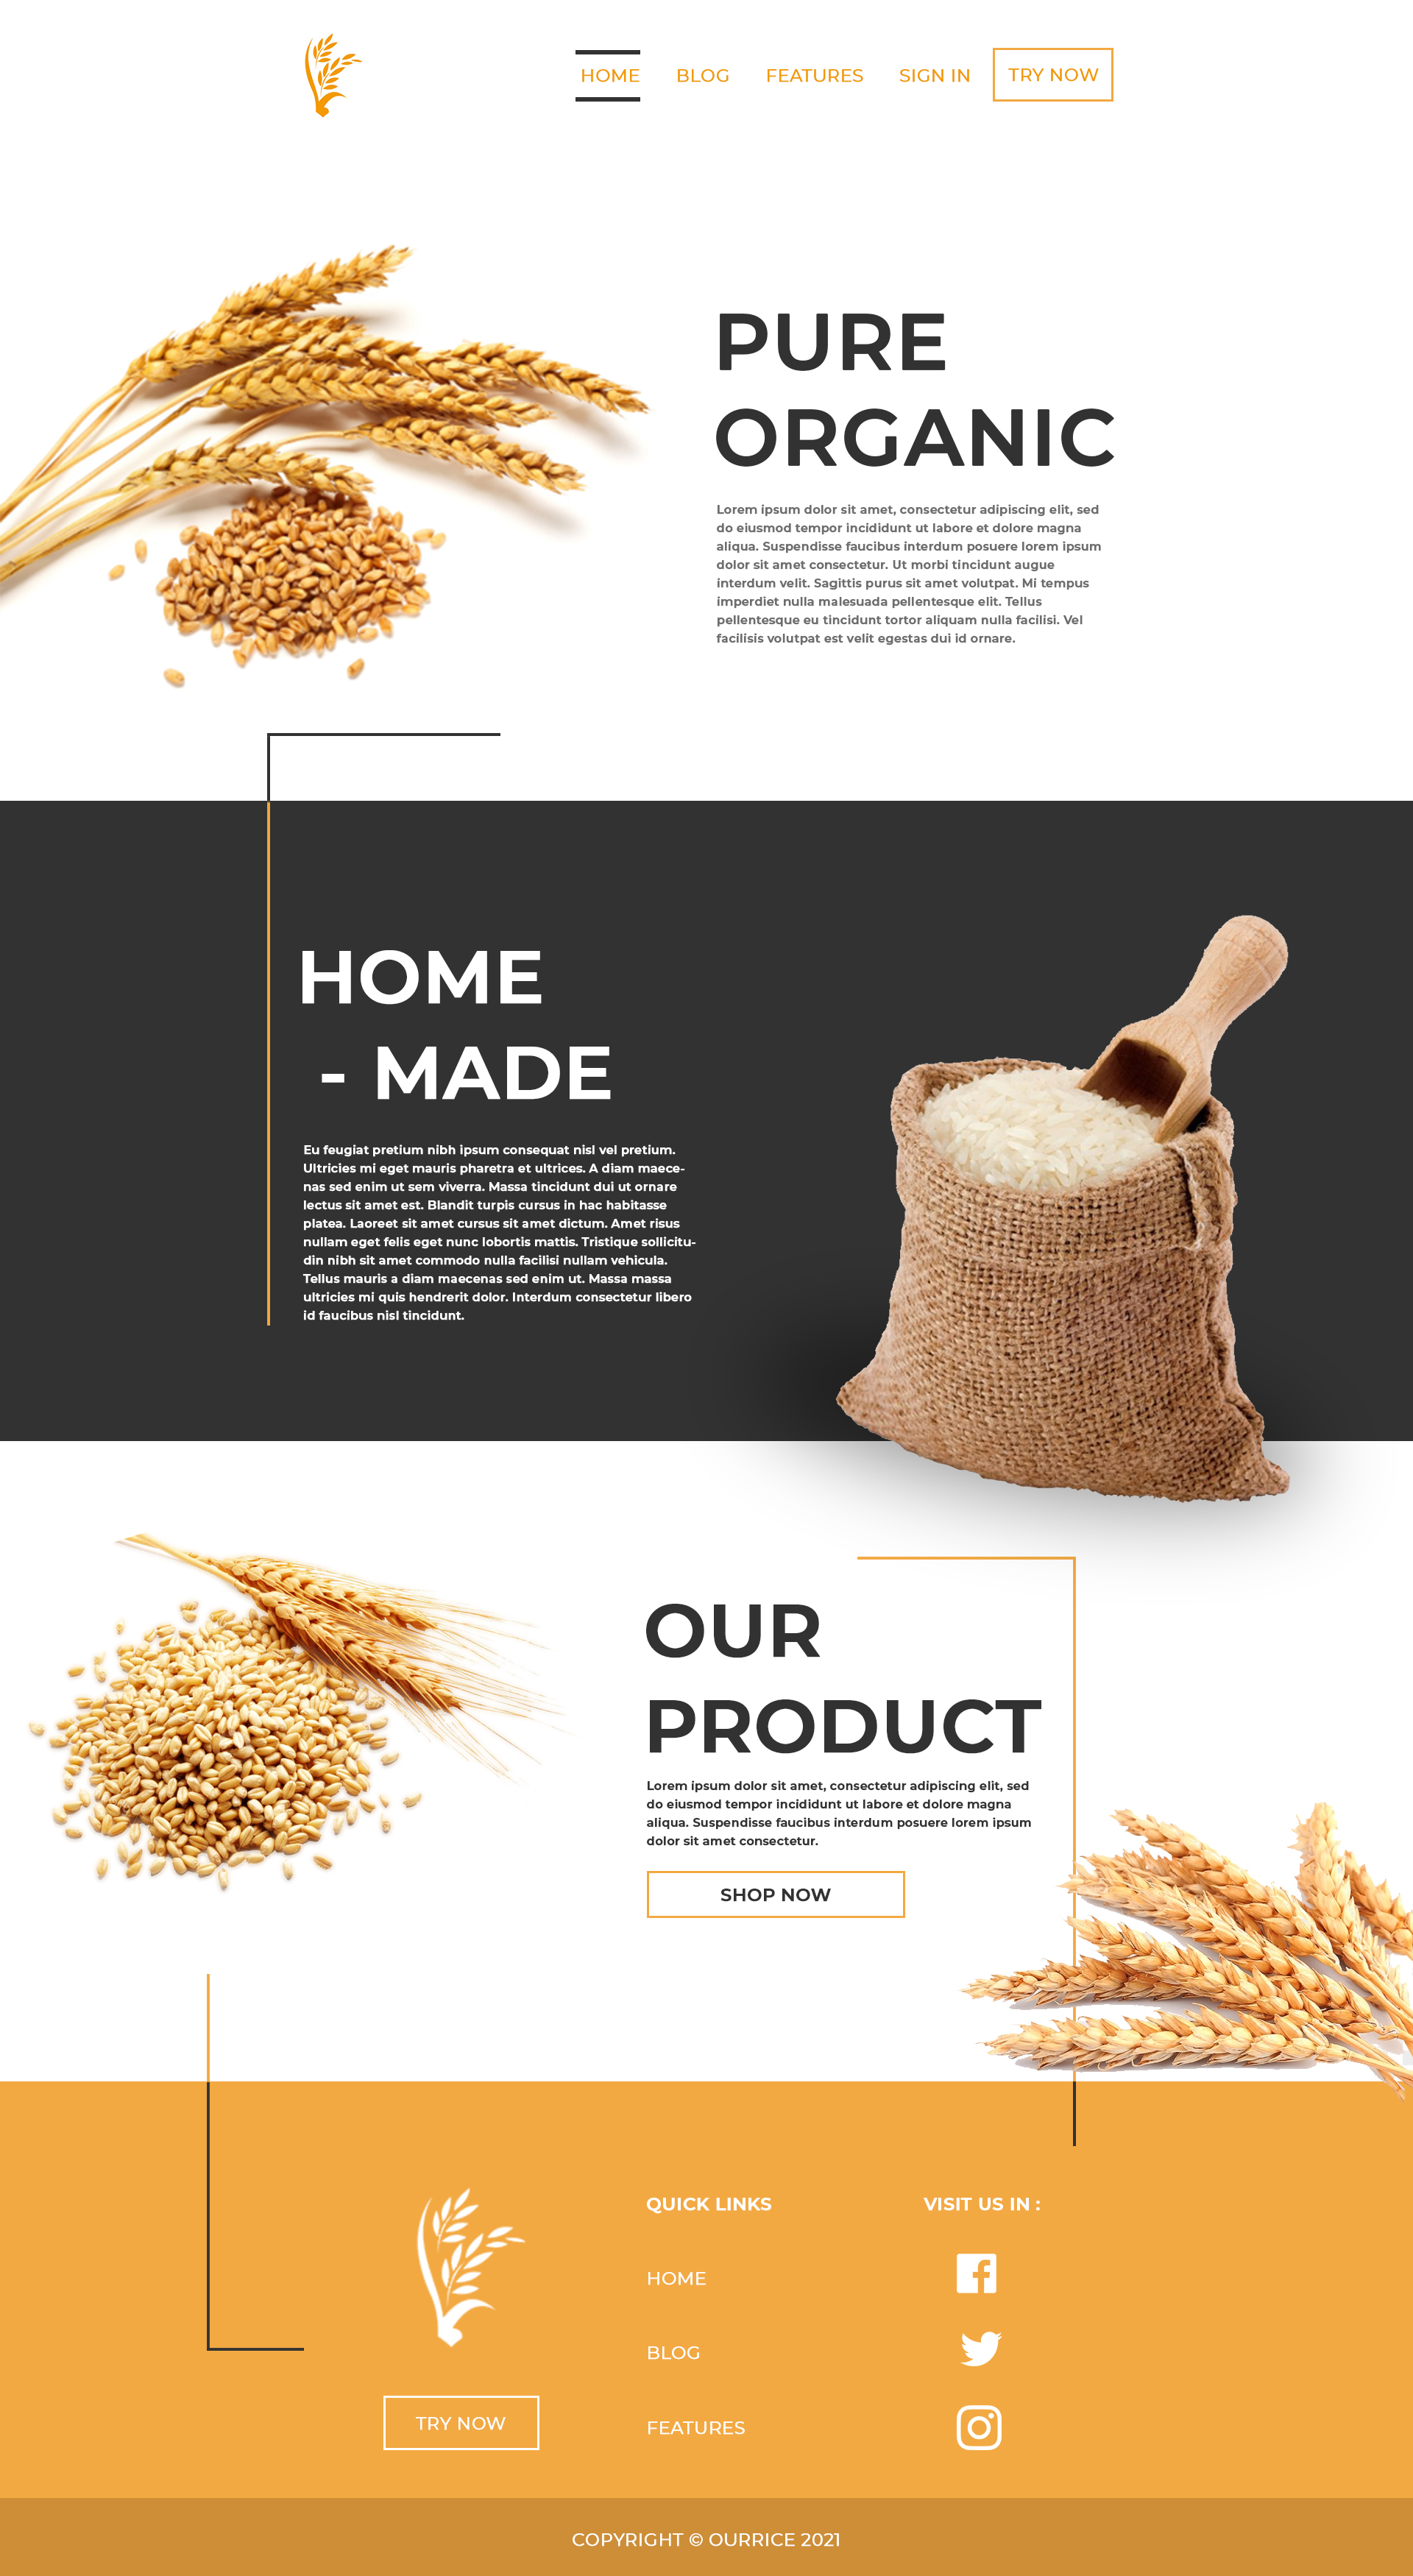 HOME BLOG FEATURES SIGN IN TRY NOW
PURE
ORGANIC
Lorem ipsum dolor sit amet, consectetur adipiscing elit, sed
do eiusmod tempor incididunt ut labore et dolore magna
aliqua. Suspendisse faucibus interdum posuere lorem ipsum
dolor sit amet consectetur. Ut morbi tincidunt augue
interdum velit. Sagittis purus sit amet volutpat. Mi tempus
imperdiet nulla malesuada pellentesque elit. Tellus
pellentesque eu tincidunt tortor aliquam nulla facilisi. Vel
facilisis volutpat est velit egestas dui id ornare.
HOME
- MADE
Eu feugiat pretium nibh ipsum consequat nisl vel pretium.
Ultricies mi eget mauris pharetra et ultrices. A diam maece-
nas sed enim ut sem viverra. Massa tincidunt dui ut ornare
lectus sit amet est. Blandit turpis cursus in hac habitasse
platea. Laoreet sit amet cursus sit amet dictum. Amet risus
nullam eget felis eget nunc lobortis mattis. Tristique sollicitu-
din nibh sit amet commodo nulla facilisi nullam vehicula.
Tellus mauris a diam maecenas sed enim ut. Massa massa
ultricies mi quis hendrerit dolor. Interdum consectetur libero
id faucibus nisl tincidunt.
OUR
PRODUCT
Lorem ipsum dolor sit amet, consectetur adipiscing elit, sed
do eiusmod tempor incididunt ut labore et dolore magna
aliqua. Suspendisse faucibus interdum posuere lorem ipsum
dolor sit amet consectetur.
SHOP NOW
TRY NOW
QUICK LINKS
HOME
BLOG
FEATURES
VISIT US IN :
COPYRIGHT © OURRICE 2021